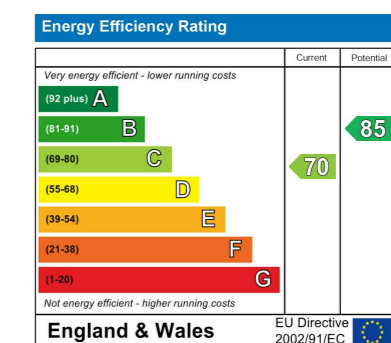 Energy Efficiency Rating
Current Potential
Very energy efficient - lower running costs
(92 plus) A
(81-91) B
85
(69-80) C
70
(55-68) D
(39-54) E
(21-38) F
(1-20) G
Not energy efficient - higher running costs
England & Wales
EU Directive
2002/91/EC